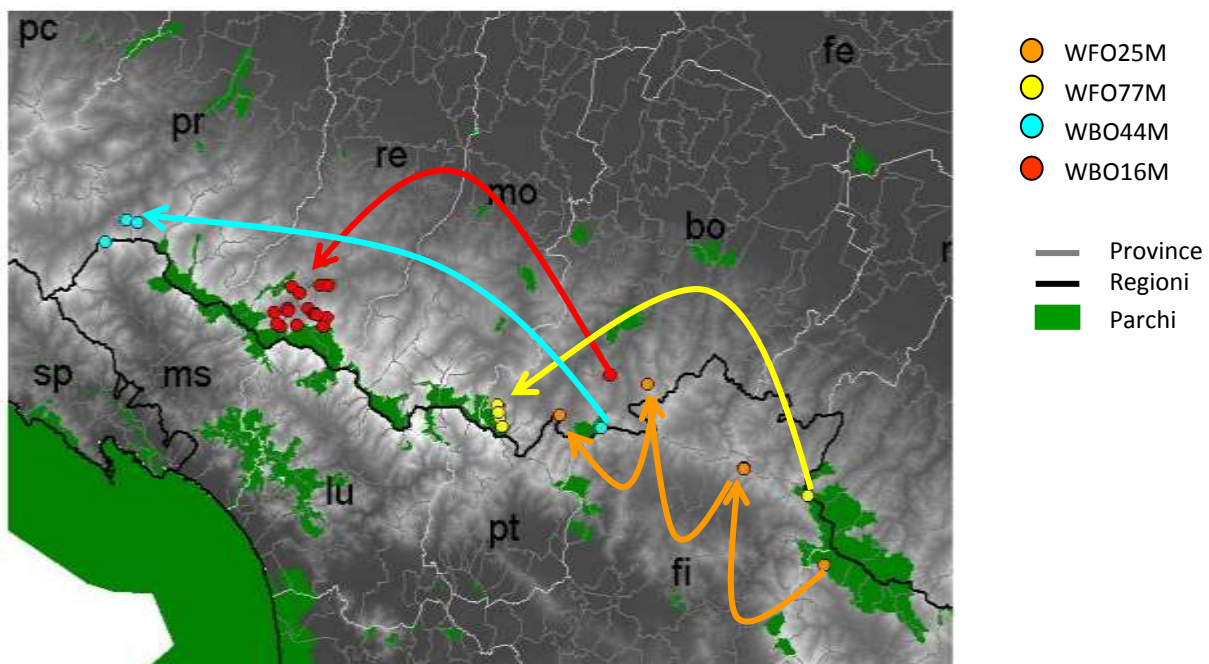 pc
fe
pr
re
mo
bo
r
sp
ms
lu
pt
fi
WFO25M
WFO77M
WBO44M
WBO16M
Province
Regioni
Parchi